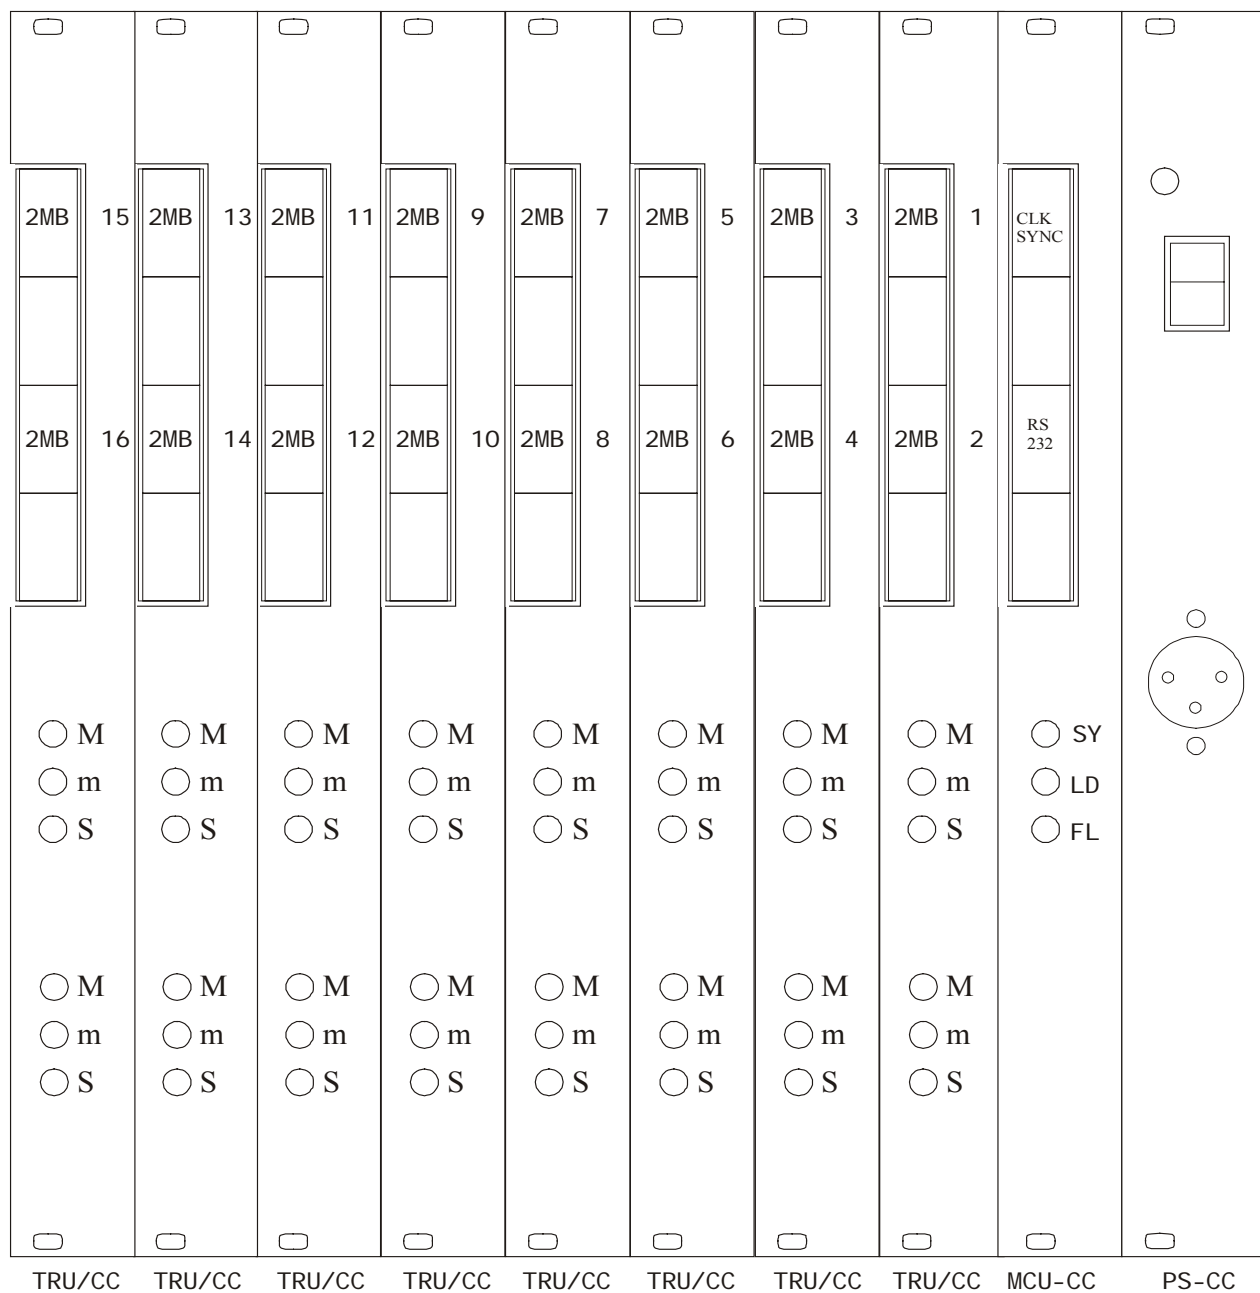 2MB 15 2MB 13 2MB 11 2MB 9 2MB 7 2MB 5 2MB 3 2MB 1 CLK
SYNC
2MB 16 2MB 14 2MB 12 2MB 10 2MB 8 2MB 6 2MB 4 2MB 2 RS
232
M M M M M M M M SY
m m m m m m m m LD
S S S S S S S S FL
M M M M M M M M
m m m m m m m m
S S S S S S S S
TRU/CC TRU/CC TRU/CC TRU/CC TRU/CC TRU/CC TRU/CC TRU/CC MCU-CC PS-CC